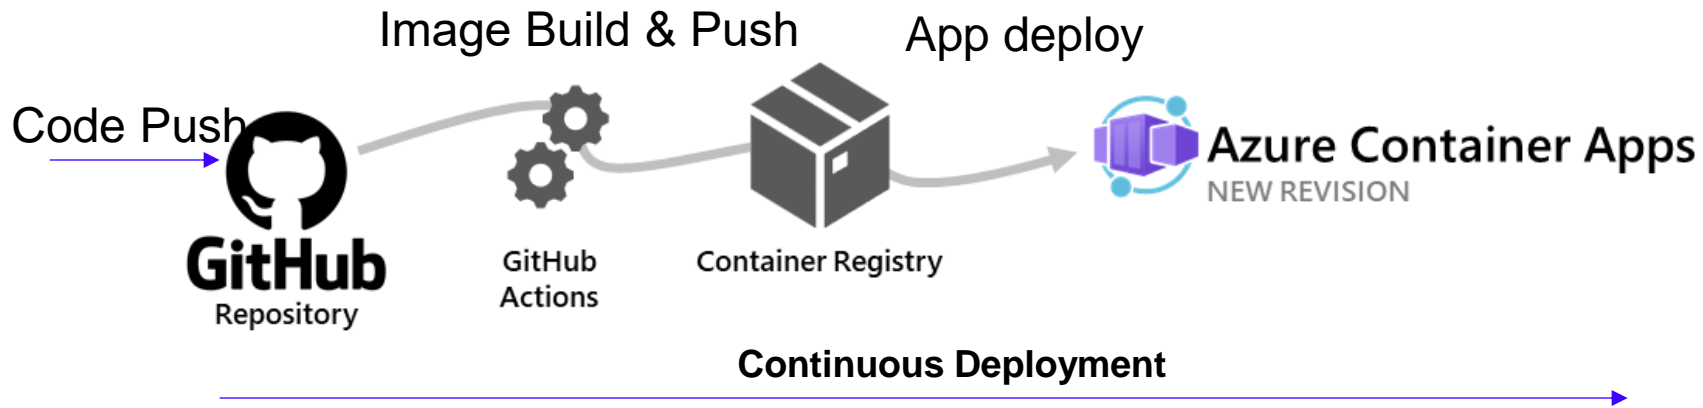 Image Build & Push
App deploy
Code Push
Azure Container Apps
NEW REVISION
GitHub
Repository
GitHub
Actions
Container Registry
Continuous Deployment